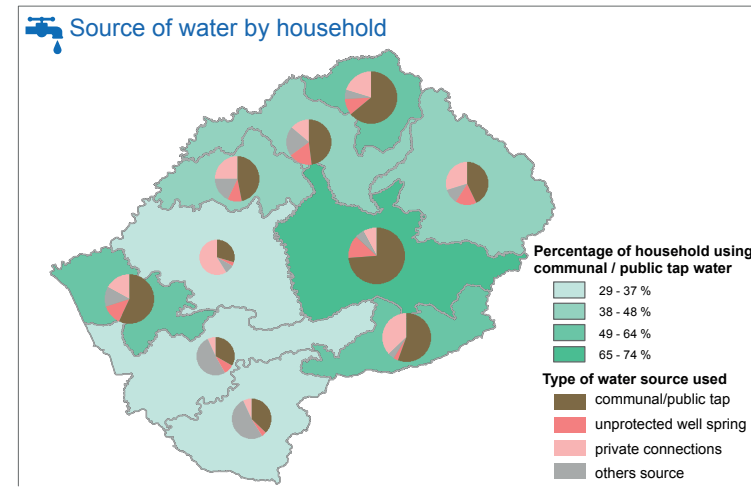 Source of water by household
Percentage of household using
communal / public tap water
29 - 37 %
38 - 48 %
49 - 64 %
65 - 74 %
Type of water source used
communal/public tap
unprotected well spring
private connections
others source